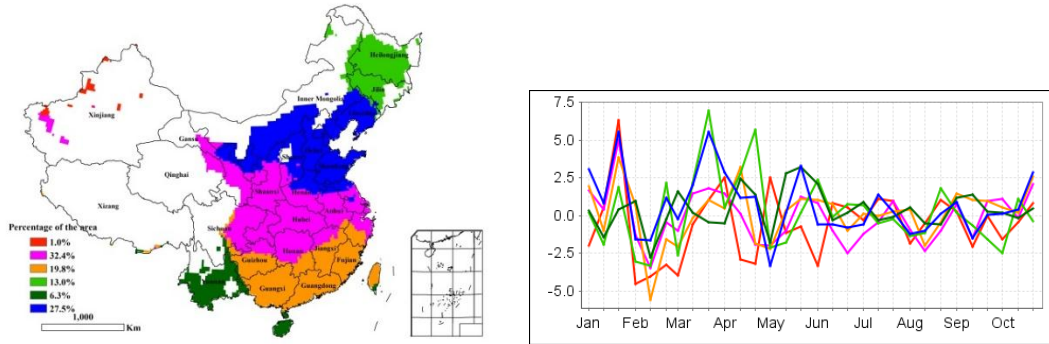 Heilongjiang
Jilin
Inner Mongolia
Xinjiang
Gansu
Qinghai
Shaanxi
Henan
Anhui
Xizang
Hubei
Sichuan
Hunan
Jiangxi
Guizhou
Fujian
Guangxi
Guangdong
Percentage of the area
1.0%
32.4%
19.8%
13.0%
6.3%
27.5%
1,000
Km
7.5
5.0
2.5
0.0
-2.5
-5.0
Jan Feb Mar Apr May Jun Jul Aug Sep Oct